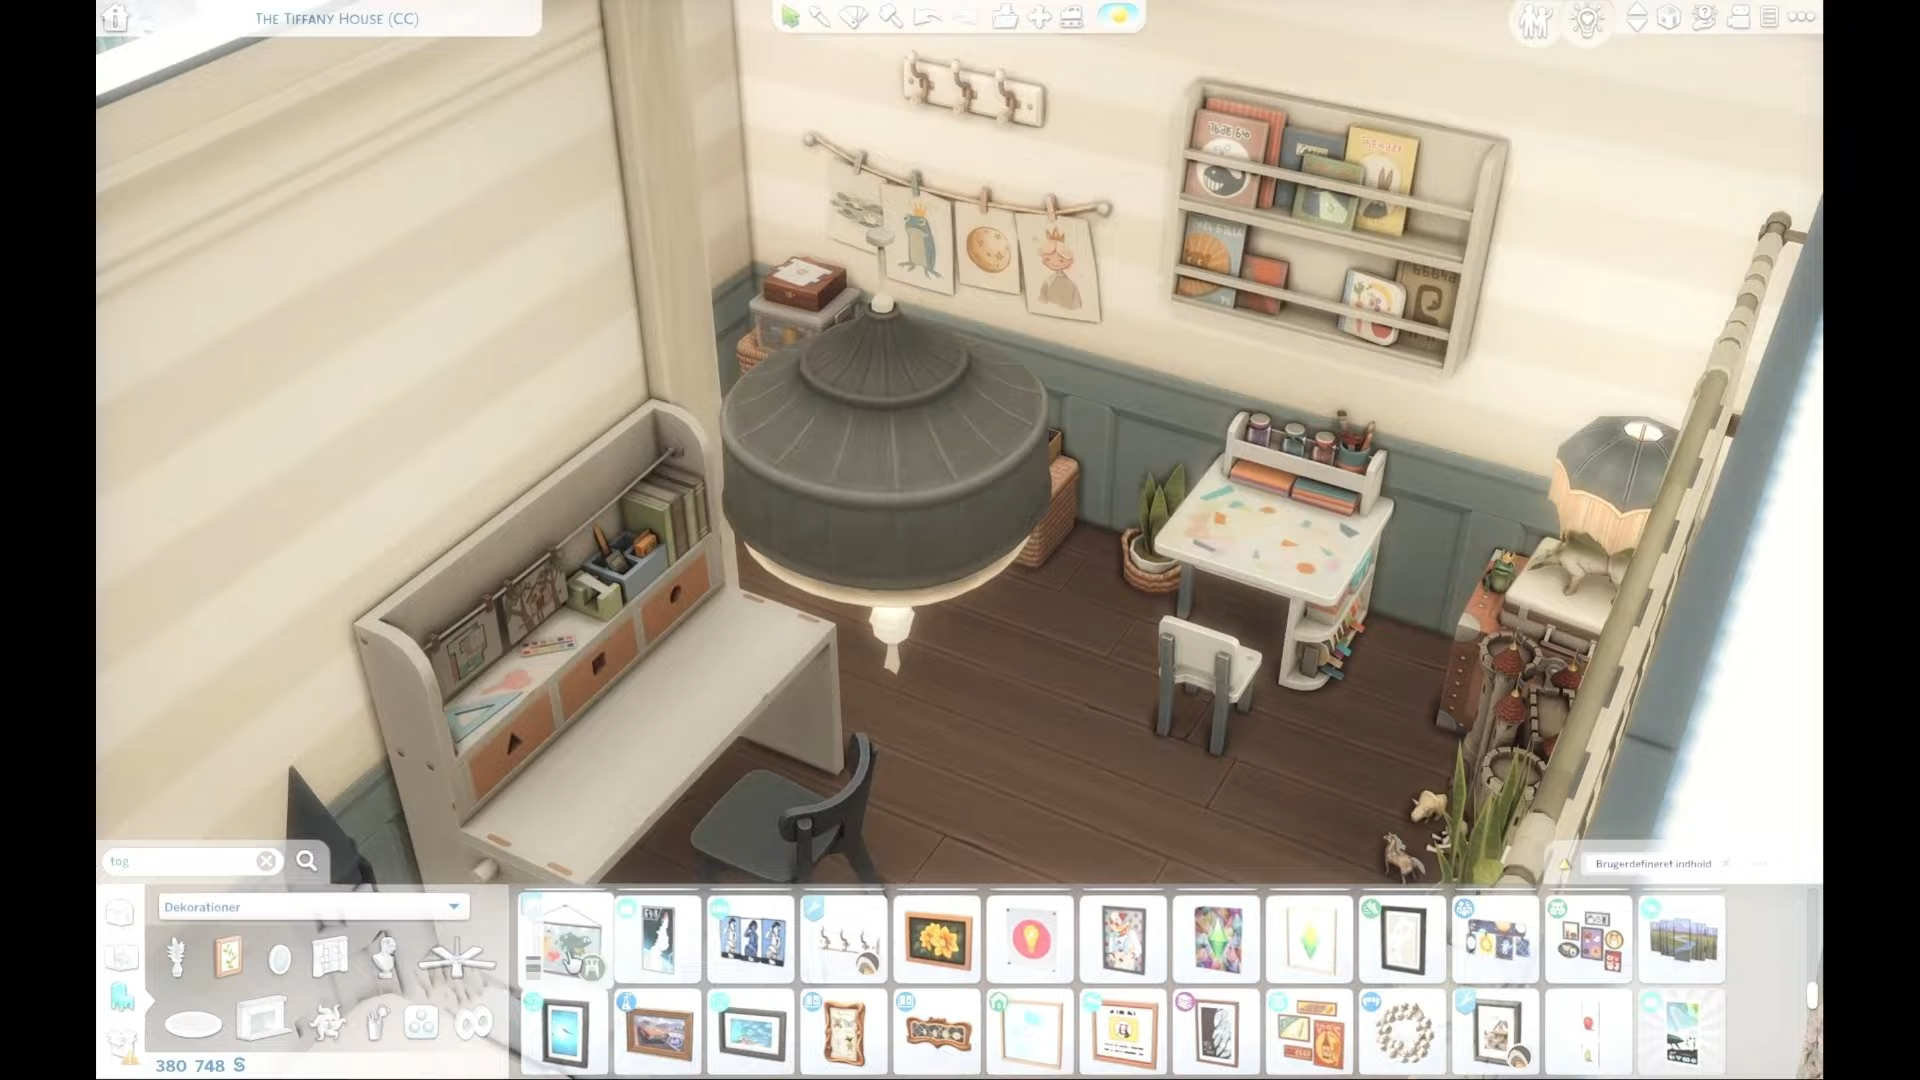 THE TIFFANY HOUSE (CC)
tog
Brugerdefineret indhold
Dekorationer
380 748 $